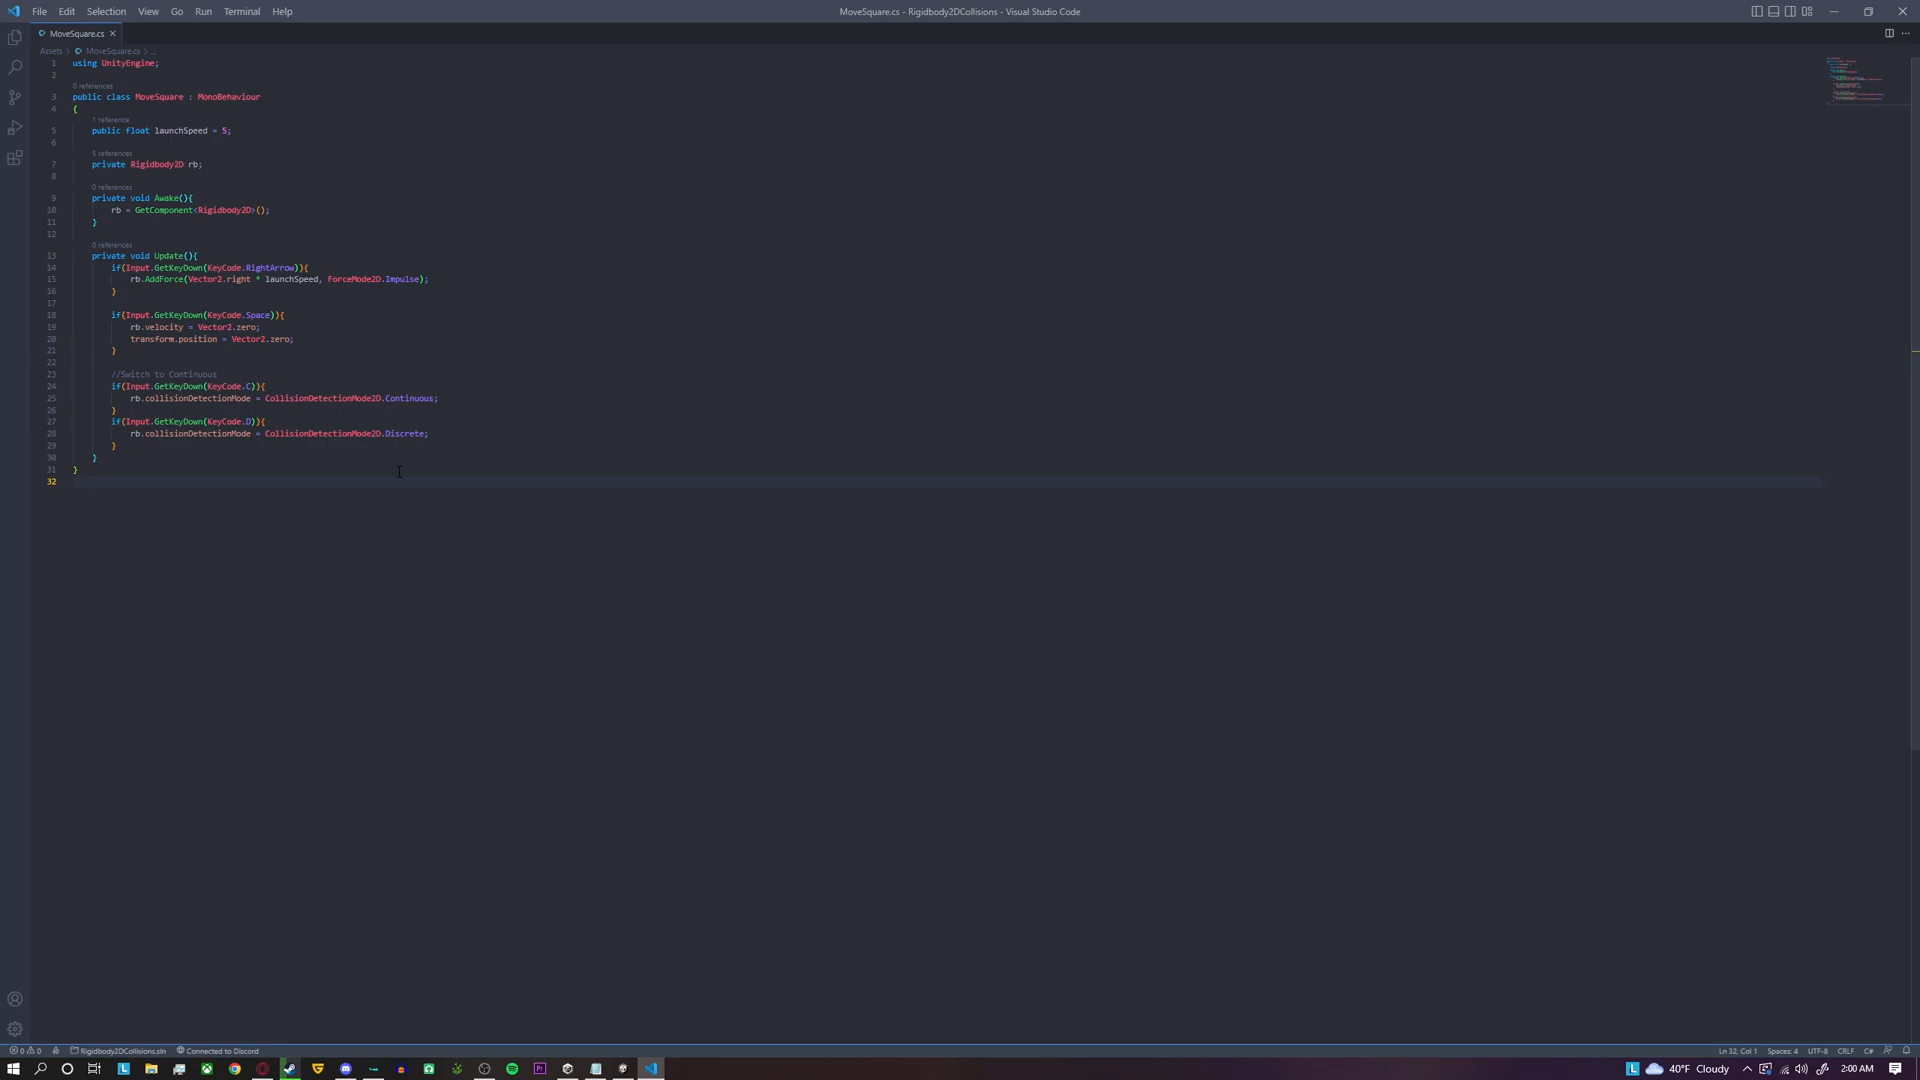 File Edit Selection View Go Run Terminal Help
MoveSquare.cs - Rigidbody2DCollisions - Visual Studio Code
MoveSquare.cs
Assets > MoveSquare.cs > ...
1 using UnityEngine;
2
0 references
3 public class MoveSquare : MonoBehaviour
4 {
1 reference
5 public float launchSpeed = 5;
6
5 references
7 private Rigidbody2D rb;
8
0 references
9 private void Awake(){
10 rb = GetComponent<Rigidbody2D>();
11 }
12
0 references
13 private void Update(){
14 if(Input.GetKeyDown(KeyCode.RightArrow)){
15 rb.AddForce(Vector2.right * launchSpeed, ForceMode2D.Impulse);
16 }
17
18 if(Input.GetKeyDown(KeyCode.Space)){
19 rb.velocity = Vector2.zero;
20 transform.position = Vector2.zero;
21 }
22
23 //Switch to Continuous
24 if(Input.GetKeyDown(KeyCode.C)){
25 rb.collisionDetectionMode = CollisionDetectionMode2D.Continuous;
26 }
27 if(Input.GetKeyDown(KeyCode.D)){
28 rb.collisionDetectionMode = CollisionDetectionMode2D.Discrete;
29 }
30 }
31 }
32
0 0 Rigidbody2DCollisions.sln Connected to Discord Ln 32, Col 1 Spaces: 4 UTF-8 CRLF C#
40°F Cloudy 2:00 AM